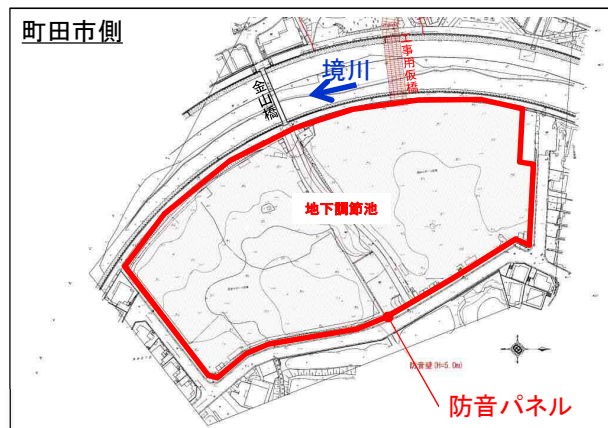 町田市側
境川
金山橋
工事用仮橋
地下調節池
防音壁(H=5.0m)
防音パネル